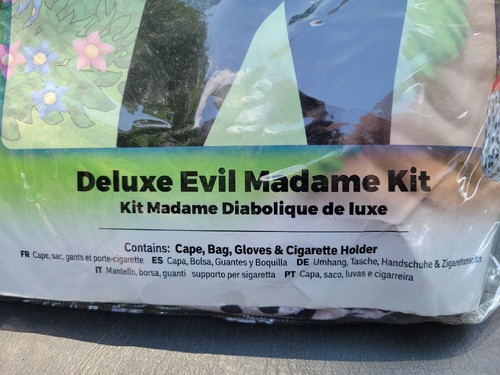 Deluxe Evil Madame Kit
Kit Madame Diabolique de luxe
Contains: Cape, Bag, Gloves & Cigarette Holder
FR Cape, sac, gants et porte-cigarette ES Capa, Bolsa, Guantes y Boquilla DE Umhang, Tasche, Handschuhe &
IT Mantello, borsa, guanti supporto per sigaretta PT Capa, saco, luvas e cigarreira